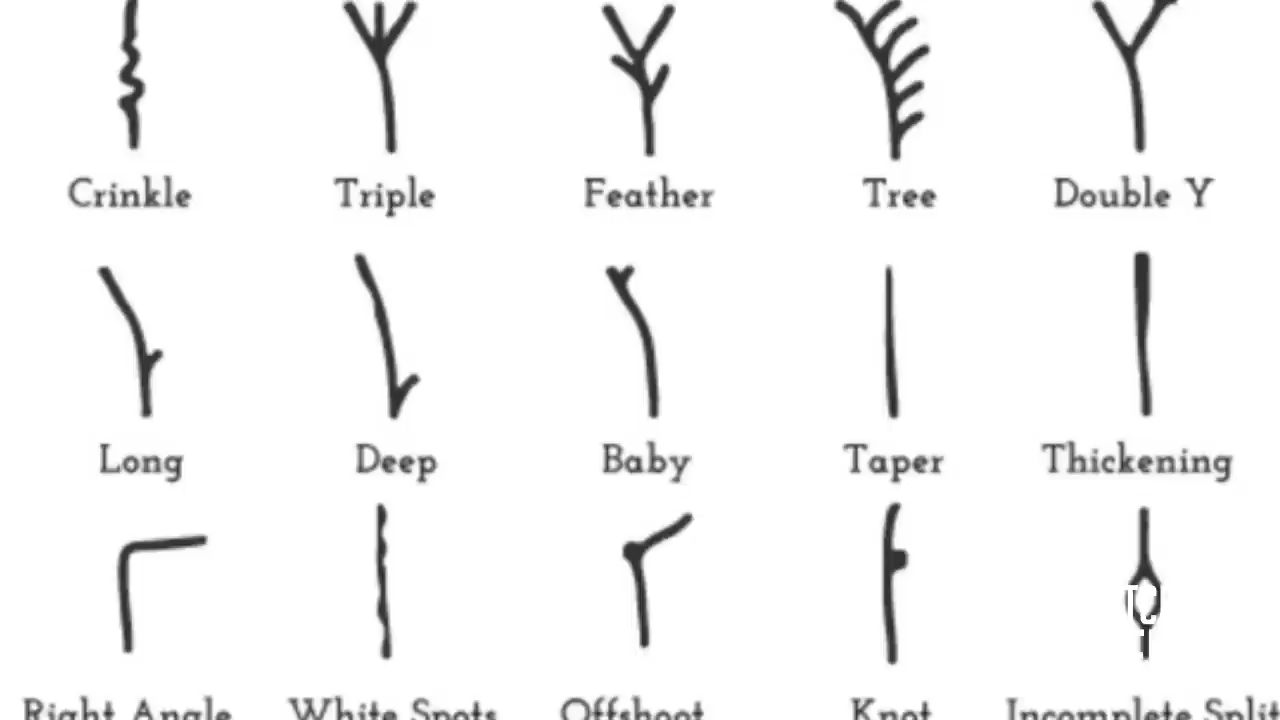 Crinkle Triple Feather Tree Double Y
Long Deep Baby Taper Thickening
Right Angle White Spots Offshoot Knot Incomplete Split